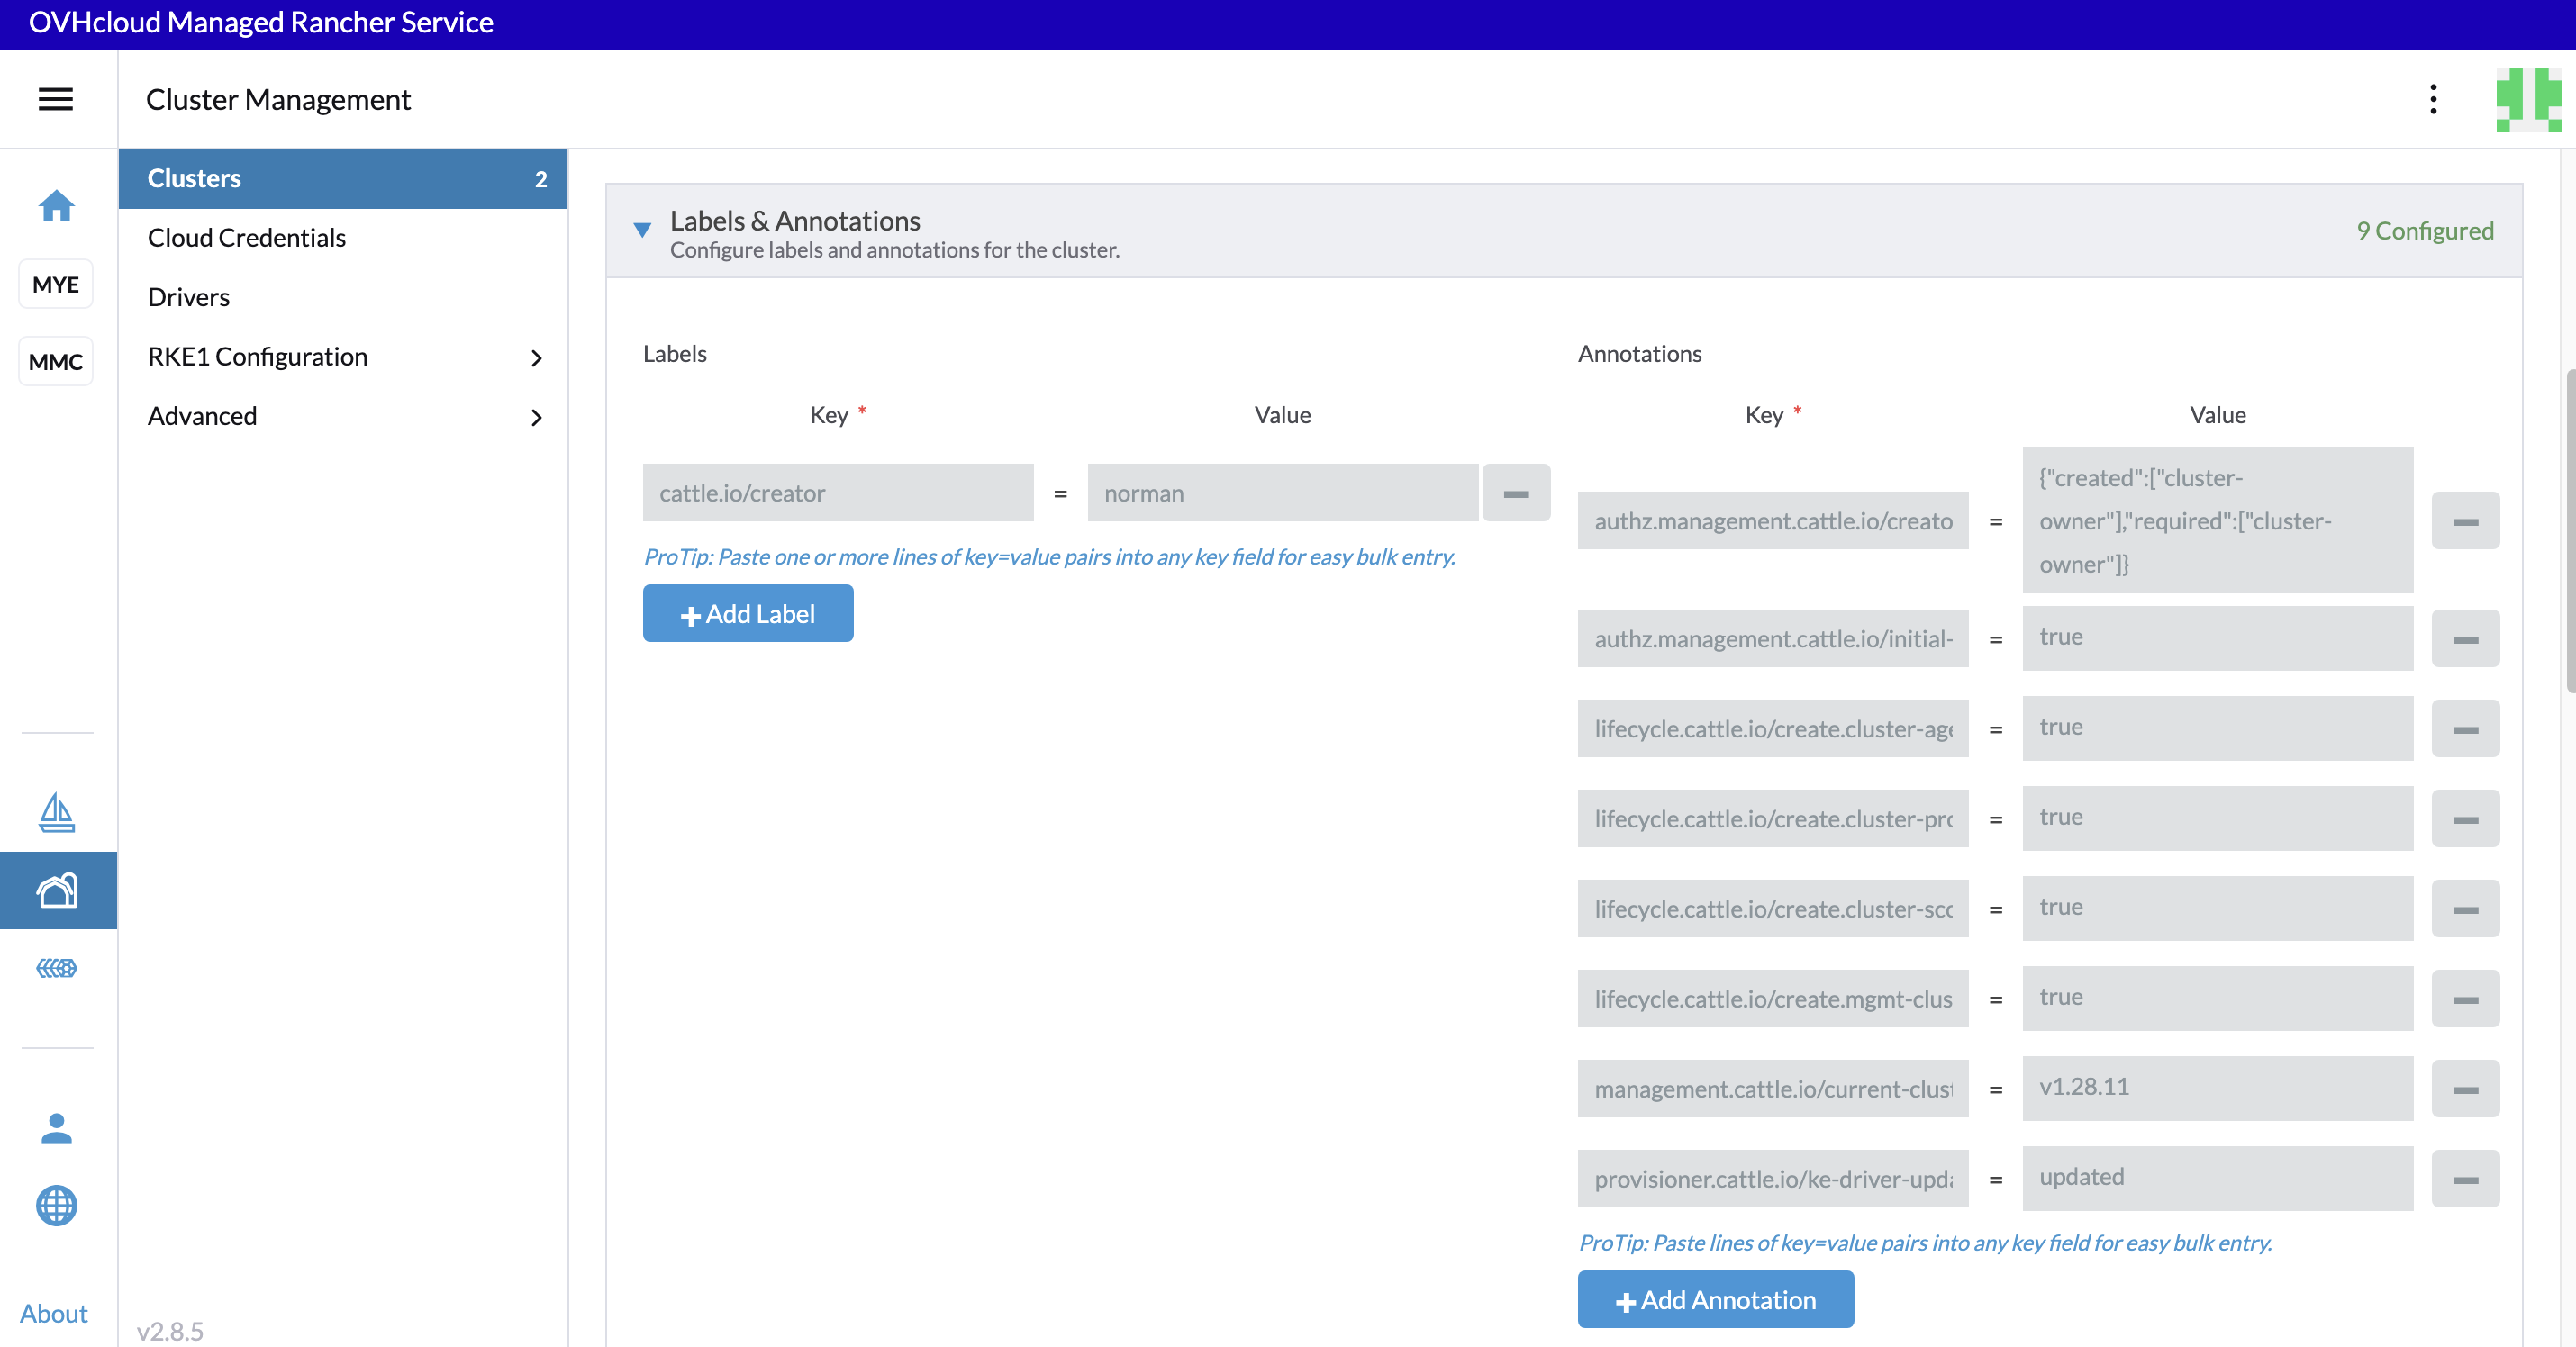 OVHcloud Managed Rancher Service
Cluster Management
MYE
MMC
About
Clusters 2
Cloud Credentials
Drivers
RKE1 Configuration
Advanced
v2.8.5
Labels & Annotations
Configure labels and annotations for the cluster.
9 Configured
Labels
Key * Value
cattle.io/creator = norman
ProTip: Paste one or more lines of key=value pairs into any key field for easy bulk entry.
Add Label
Annotations
Key * Value
authz.management.cattle.io/creato = {"created":["cluster-
owner"],"required":["cluster-
owner"]}
authz.management.cattle.io/initial- = true
lifecycle.cattle.io/create.cluster-age = true
lifecycle.cattle.io/create.cluster-pro = true
lifecycle.cattle.io/create.cluster-sco = true
lifecycle.cattle.io/create.mgmt-clus = true
management.cattle.io/current-clust = v1.28.11
provisioner.cattle.io/ke-driver-upda = updated
ProTip: Paste lines of key=value pairs into any key field for easy bulk entry.
Add Annotation